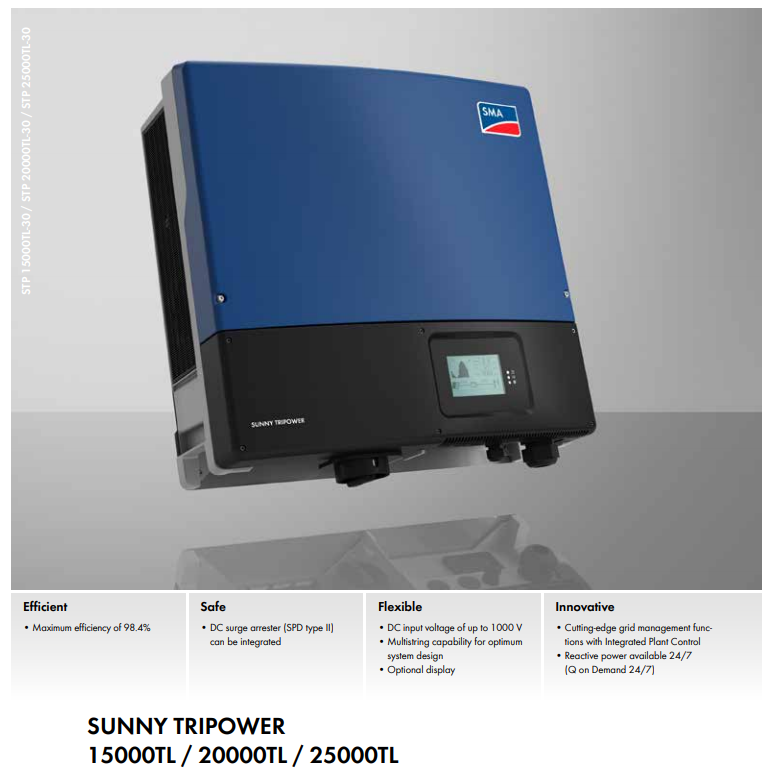 STP 15000TL-30 / STP 20000TL-30 / STP 25000TL-30
SMA
SUNNY TRIPOWER
Efficient
• Maximum efficiency of 98.4%
Safe
• DC surge arrester (SPD type II)
can be integrated
Flexible
• DC input voltage of up to 1000 V
• Multistring capability for optimum
system design
• Optional display
Innovative
• Cutting-edge grid management func-
tions with Integrated Plant Control
• Reactive power available 24/7
(Q on Demand 24/7)
SUNNY TRIPOWER
15000TL / 20000TL / 25000TL